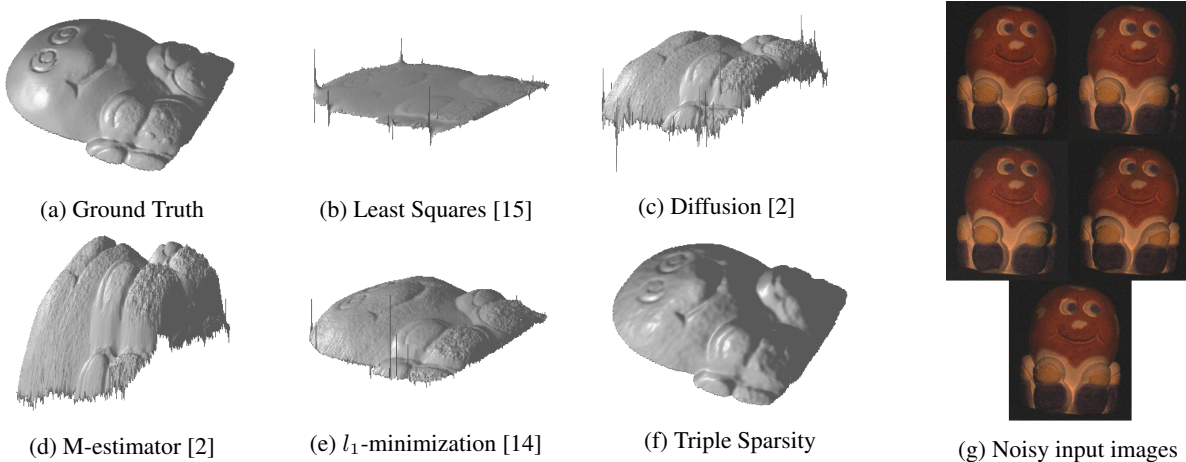 (a) Ground Truth
(b) Least Squares [15]
(c) Diffusion [2]
(d) M-estimator [2]
(e) l₁-minimization [14]
(f) Triple Sparsity
(g) Noisy input images